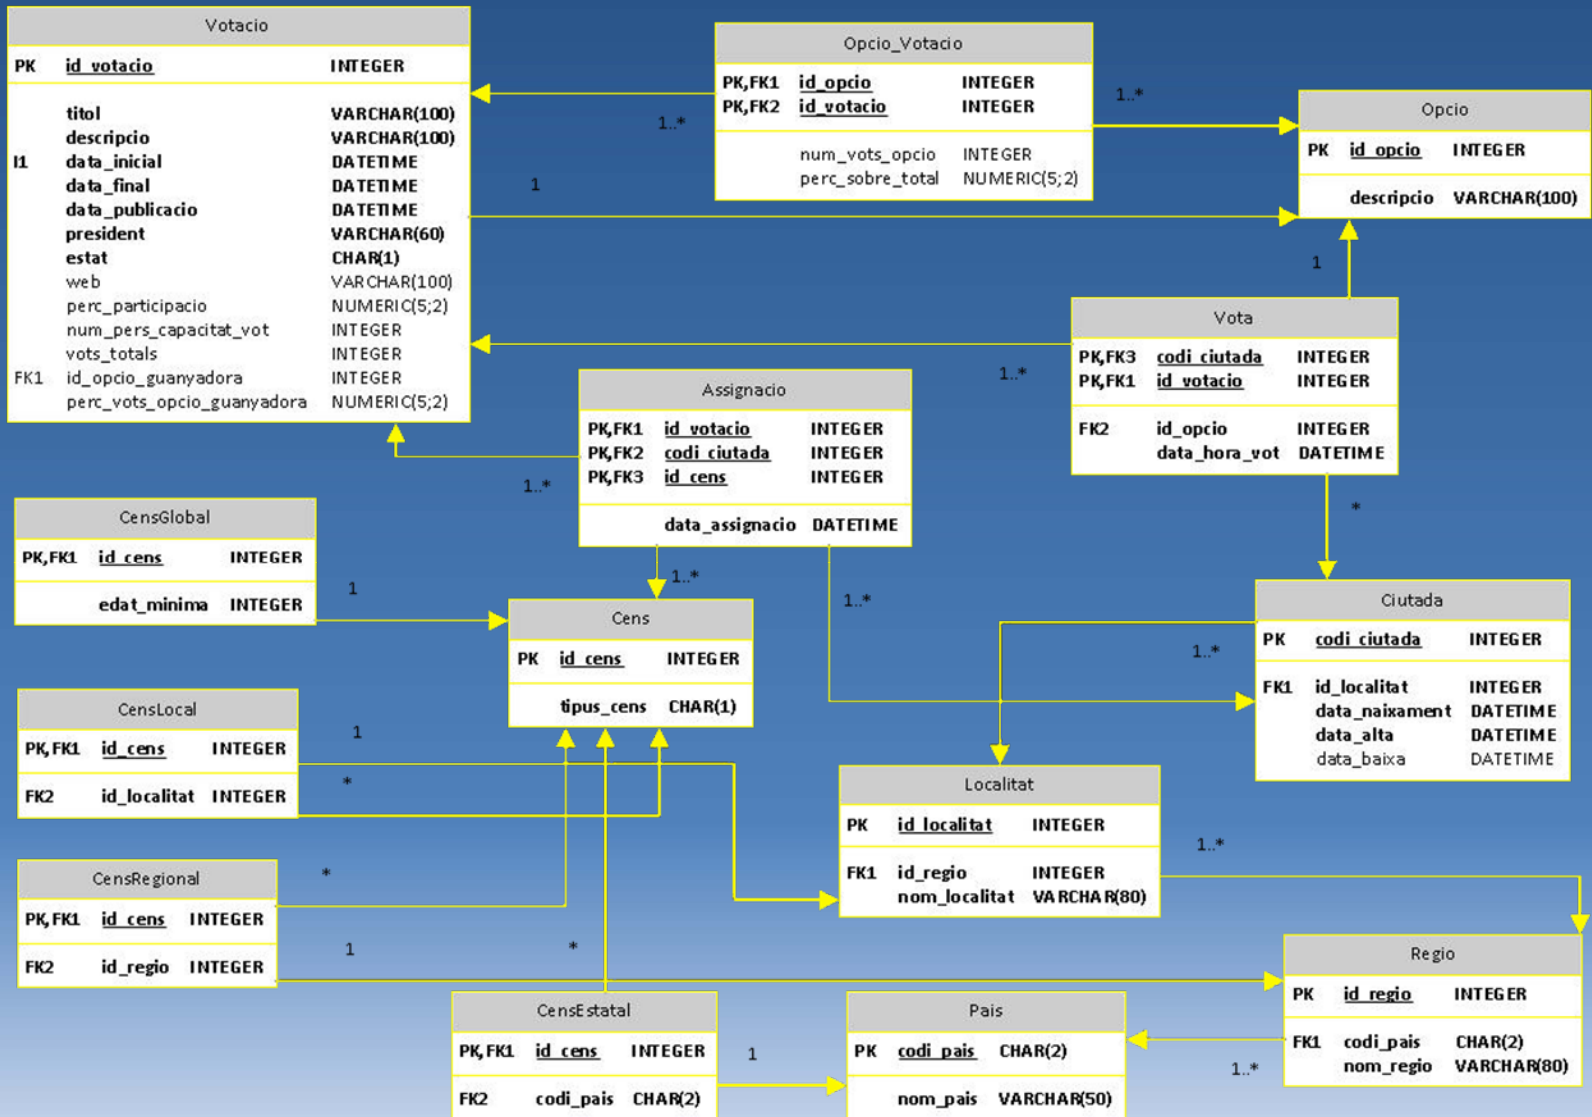 Votacio
PK id_votacio INTEGER
titol VARCHAR(100)
descripcio VARCHAR(100)
I1 data_inicial DATETIME
data_final DATETIME
data_publicacio DATETIME
president VARCHAR(60)
estat CHAR(1)
web VARCHAR(100)
perc_participacio NUMERIC(5;2)
num_pers_capacitat_vot INTEGER
vots_totals INTEGER
FK1 id_opcio_guanyadora INTEGER
perc_vots_opcio_guanyadora NUMERIC(5;2)
1..*
Opcio_Votacio
PK,FK1 id_opcio INTEGER
PK,FK2 id_votacio INTEGER
num_vots_opcio INTEGER
perc_sobre_total NUMERIC(5;2)
1..*
Opcio
PK id_opcio INTEGER
descripcio VARCHAR(100)
1
1
Vota
PK,FK3 codi_ciutada INTEGER
PK,FK1 id_votacio INTEGER
FK2 id_opcio INTEGER
data_hora_vot DATETIME
1..*
*
Assignacio
PK,FK1 id_votacio INTEGER
PK,FK2 codi_ciutada INTEGER
PK,FK3 id_cens INTEGER
data_assignacio DATETIME
1..*
1..*
1..*
CensGlobal
PK,FK1 id_cens INTEGER
edat_minima INTEGER
1
Cens
PK id_cens INTEGER
tipus_cens CHAR(1)
Ciutada
PK codi_ciutada INTEGER
FK1 id_localitat INTEGER
data_naixament DATETIME
data_alta DATETIME
data_baixa DATETIME
1..*
CensLocal
PK,FK1 id_cens INTEGER
FK2 id_localitat INTEGER
1
*
Localitat
PK id_localitat INTEGER
FK1 id_regio INTEGER
nom_localitat VARCHAR(80)
1..*
CensRegional
PK,FK1 id_cens INTEGER
FK2 id_regio INTEGER
*
1
*
CensEstatal
PK,FK1 id_cens INTEGER
FK2 codi_pais CHAR(2)
1
Pais
PK codi_pais CHAR(2)
nom_pais VARCHAR(50)
1..*
Regio
PK id_regio INTEGER
FK1 codi_pais CHAR(2)
nom_regio VARCHAR(80)